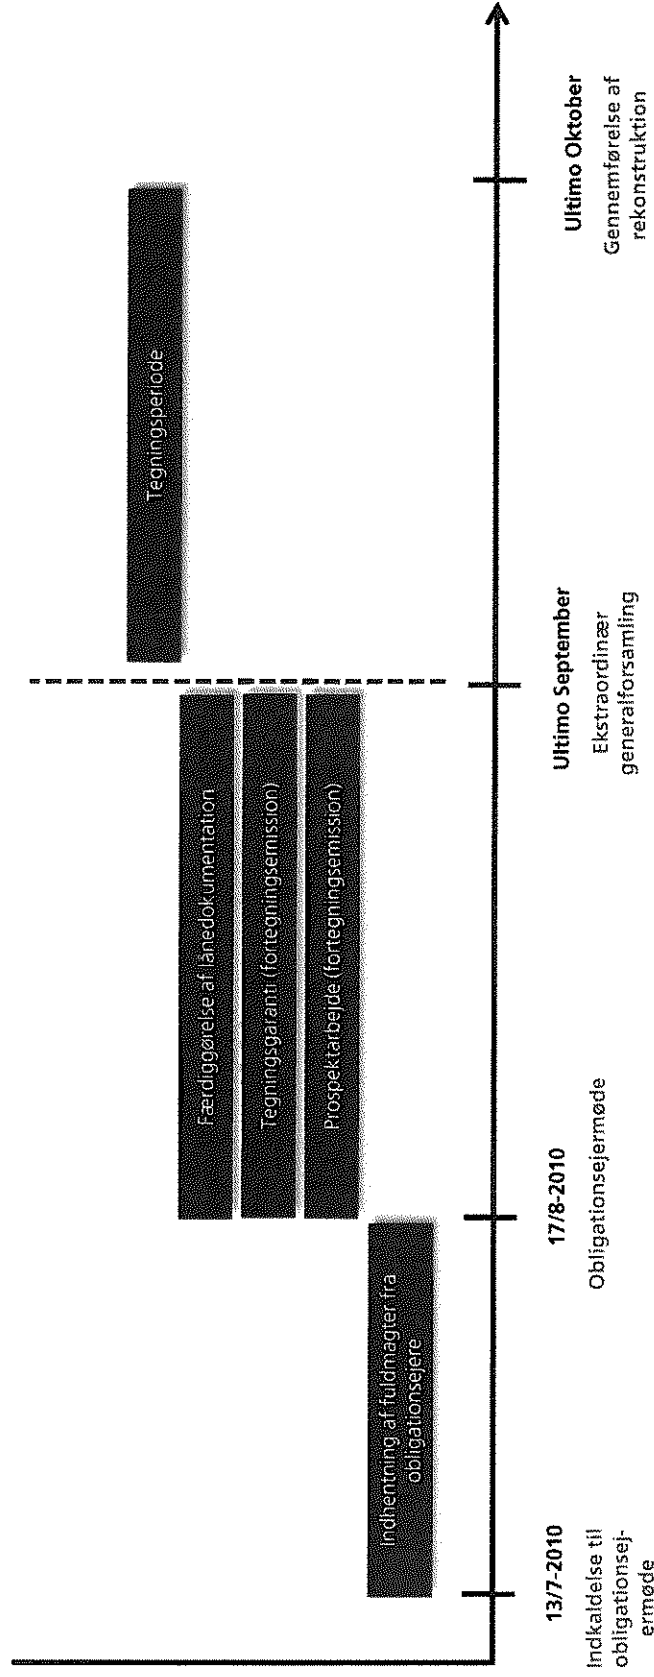 Tegningsperiode
Færdiggørelse af lånedokumentation
Tegningsgaranti (fortegningsemission)
Prospektarbejde (fortegningsemission)
Indhentning af fuldmagter fra
obligationsejere
13/7-2010
Indkaldelse til
obligationsej-
ermøde
17/8-2010
Obligationsejermøde
Ultimo September
Ekstraordinær
generalforsamling
Ultimo Oktober
Gennemførelse af
rekonstruktion